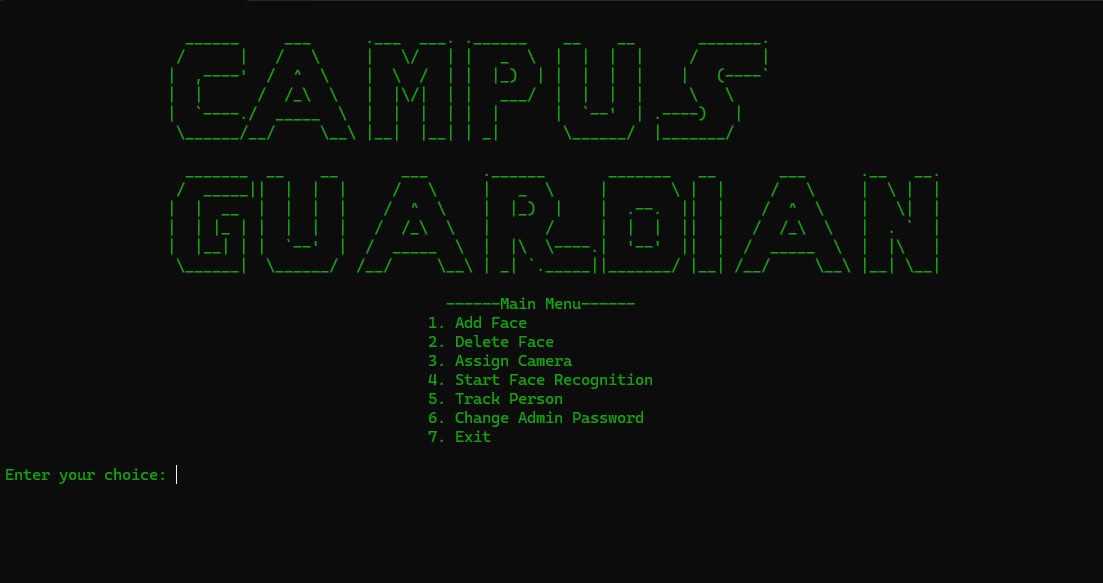 CAMPUS
GUARDIAN
------Main Menu------
1. Add Face
2. Delete Face
3. Assign Camera
4. Start Face Recognition
5. Track Person
6. Change Admin Password
7. Exit
Enter your choice: